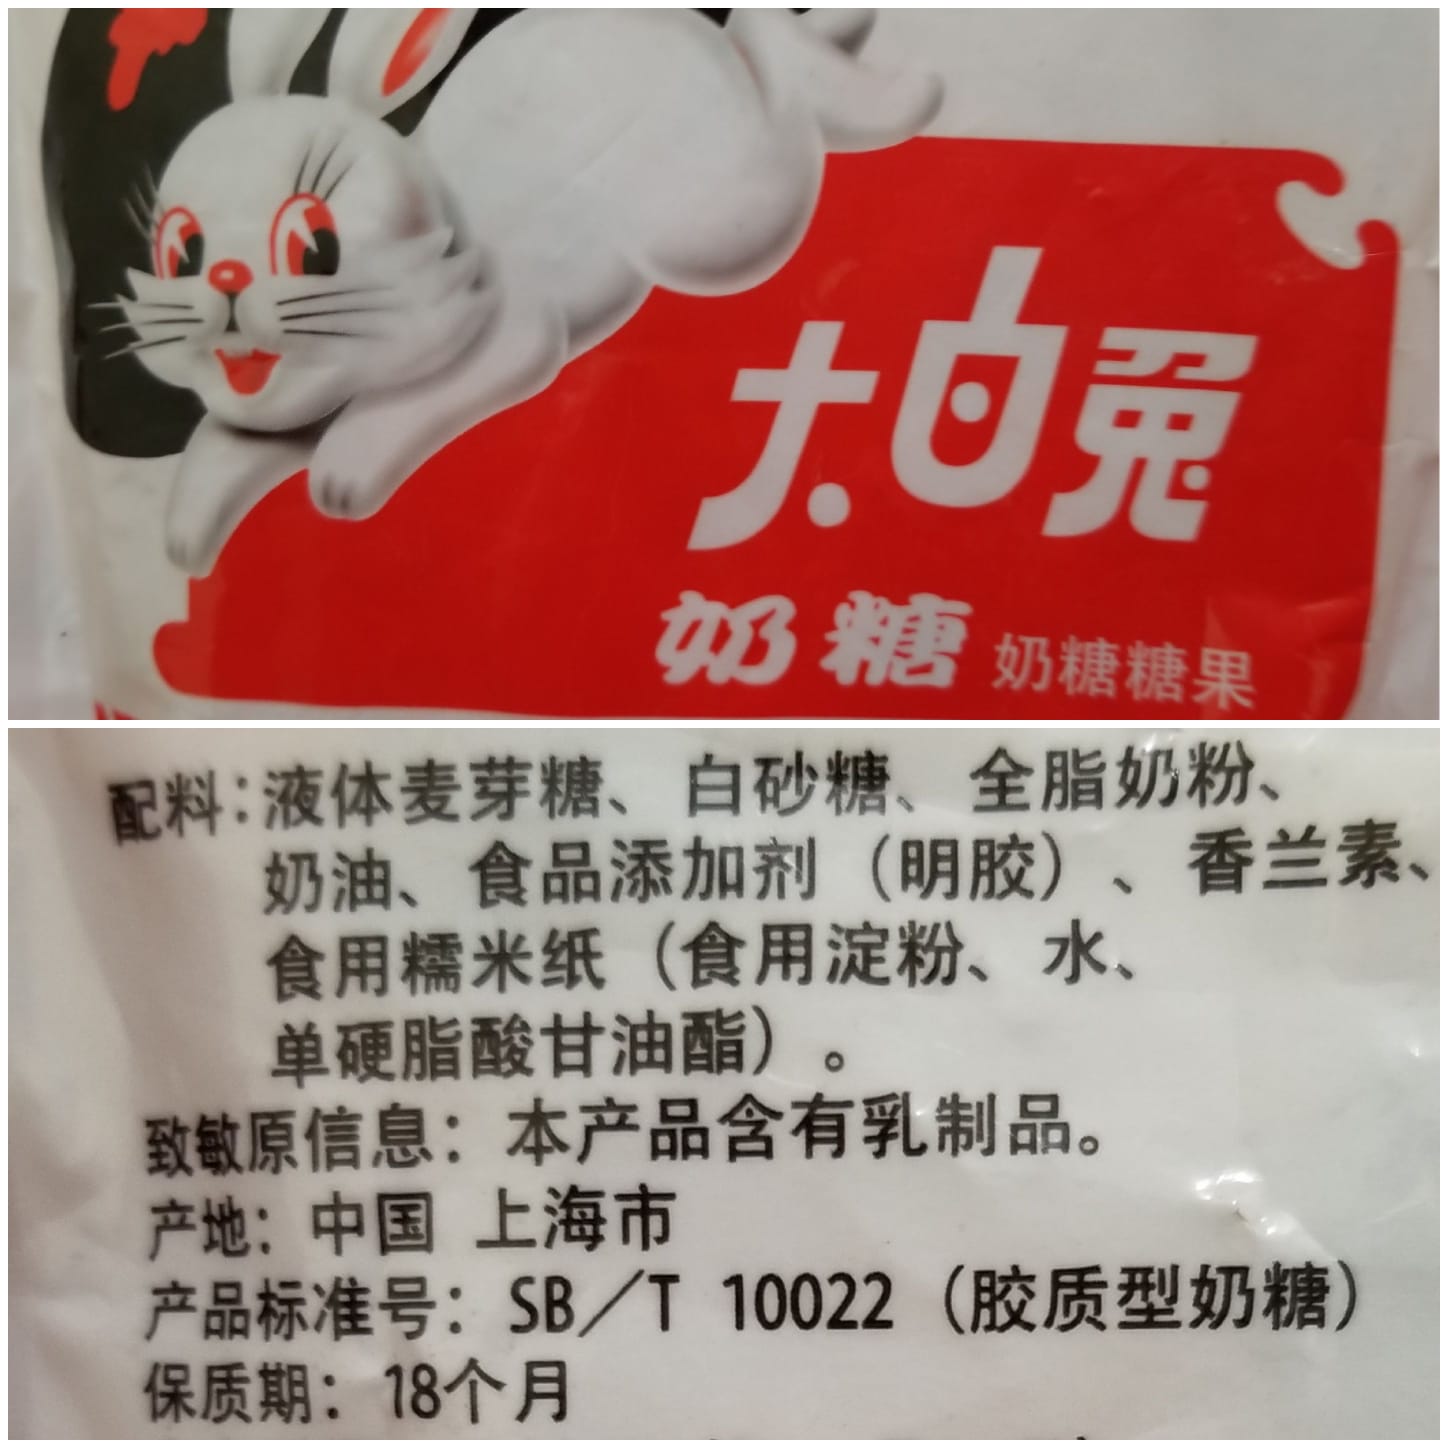 大白兔
奶糖 奶糖糖果
配料：液体麦芽糖、白砂糖、全脂奶粉、
奶油、食品添加剂（明胶）、香兰素、
食用糯米纸（食用淀粉、水、
单硬脂酸甘油酯）。
致敏原信息：本产品含有乳制品。
产地：中国 上海市
产品标准号：SB／T 10022（胶质型奶糖）
保质期：18个月